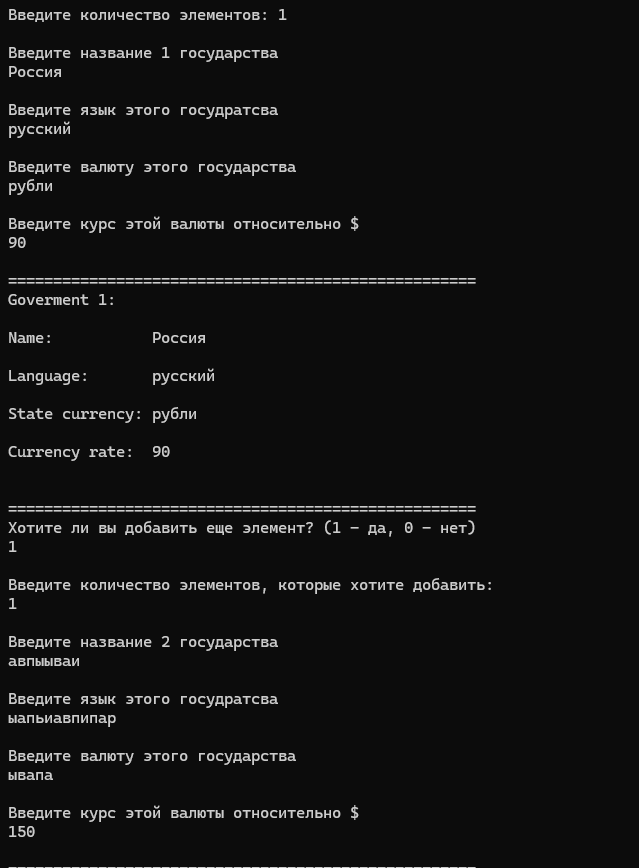 Введите количество элементов: 1
Введите название 1 государства
Россия
Введите язык этого госудратсва
русский
Введите валюту этого государства
рубли
Введите курс этой валюты относительно $
90
====================================================
Goverment 1:
Name: Россия
Language: русский
State currency: рубли
Currency rate: 90
====================================================
Хотите ли вы добавить еще элемент? (1 - да, 0 - нет)
1
Введите количество элементов, которые хотите добавить:
1
Введите название 2 государства
авпыываи
Введите язык этого госудратсва
ыапьиавпипар
Введите валюту этого государства
ывапа
Введите курс этой валюты относительно $
150
====================================================